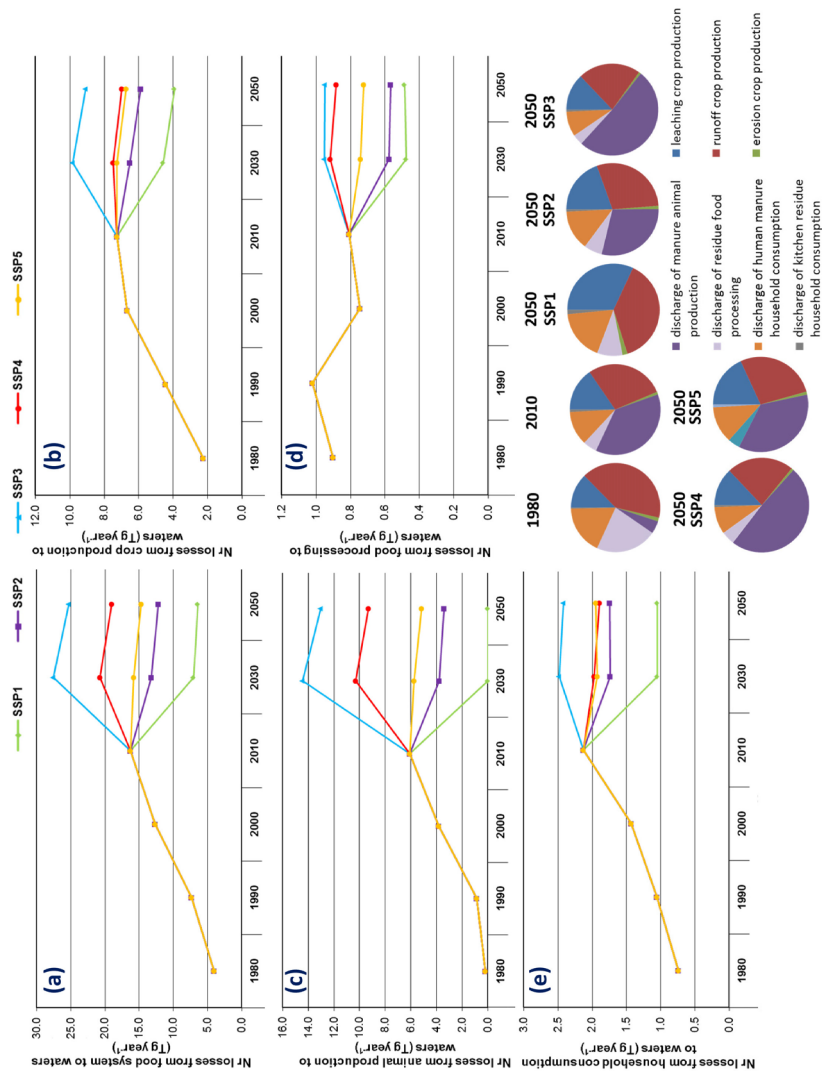 SSP1
SSP2
SSP3
SSP4
SSP5
(a)
Nr losses from food system to waters
(Tg year⁻¹)
30.0
25.0
20.0
15.0
10.0
5.0
0.0
1980
1990
2000
2010
2030
2050
(b)
Nr losses from crop production to
waters (Tg year⁻¹)
12.0
10.0
8.0
6.0
4.0
2.0
0.0
1980
1990
2000
2010
2030
2050
(c)
Nr losses from animal production to
waters (Tg year⁻¹)
16.0
14.0
12.0
10.0
8.0
6.0
4.0
2.0
0.0
1980
1990
2000
2010
2030
2050
(d)
Nr losses from food processing to
waters (Tg year⁻¹)
1.2
1.0
0.8
0.6
0.4
0.2
0.0
1980
1990
2000
2010
2030
2050
(e)
Nr losses from household consumption
to waters (Tg year⁻¹)
3.0
2.5
2.0
1.5
1.0
0.5
0.0
1980
1990
2000
2010
2030
2050
1980
2010
2050
SSP1
2050
SSP2
2050
SSP3
2050
SSP4
2050
SSP5
discharge of manure animal
production
discharge of residue food
processing
discharge of human manure
household consumption
discharge of kitchen residue
household consumption
leaching crop production
runoff crop production
erosion crop production